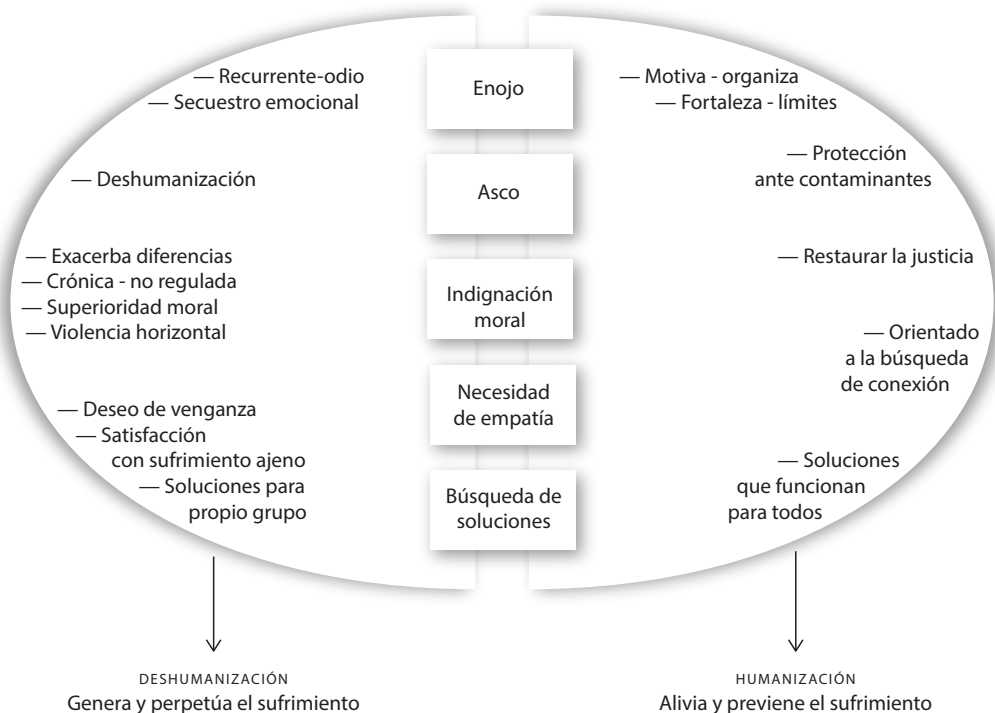 — Recurrente-odio
— Secuestro emocional
— Deshumanización
— Exacerba diferencias
— Crónica - no regulada
— Superioridad moral
— Violencia horizontal
— Deseo de venganza
— Satisfacción
con sufrimiento ajeno
— Soluciones para
propio grupo
Enojo
Asco
Indignación
moral
Necesidad
de empatía
Búsqueda de
soluciones
— Motiva - organiza
— Fortaleza - límites
— Protección
ante contaminantes
— Restaurar la justicia
— Orientado
a la búsqueda
de conexión
— Soluciones
que funcionan
para todos
DESHUMANIZACIÓN
Genera y perpetúa el sufrimiento
HUMANIZACIÓN
Alivia y previene el sufrimiento